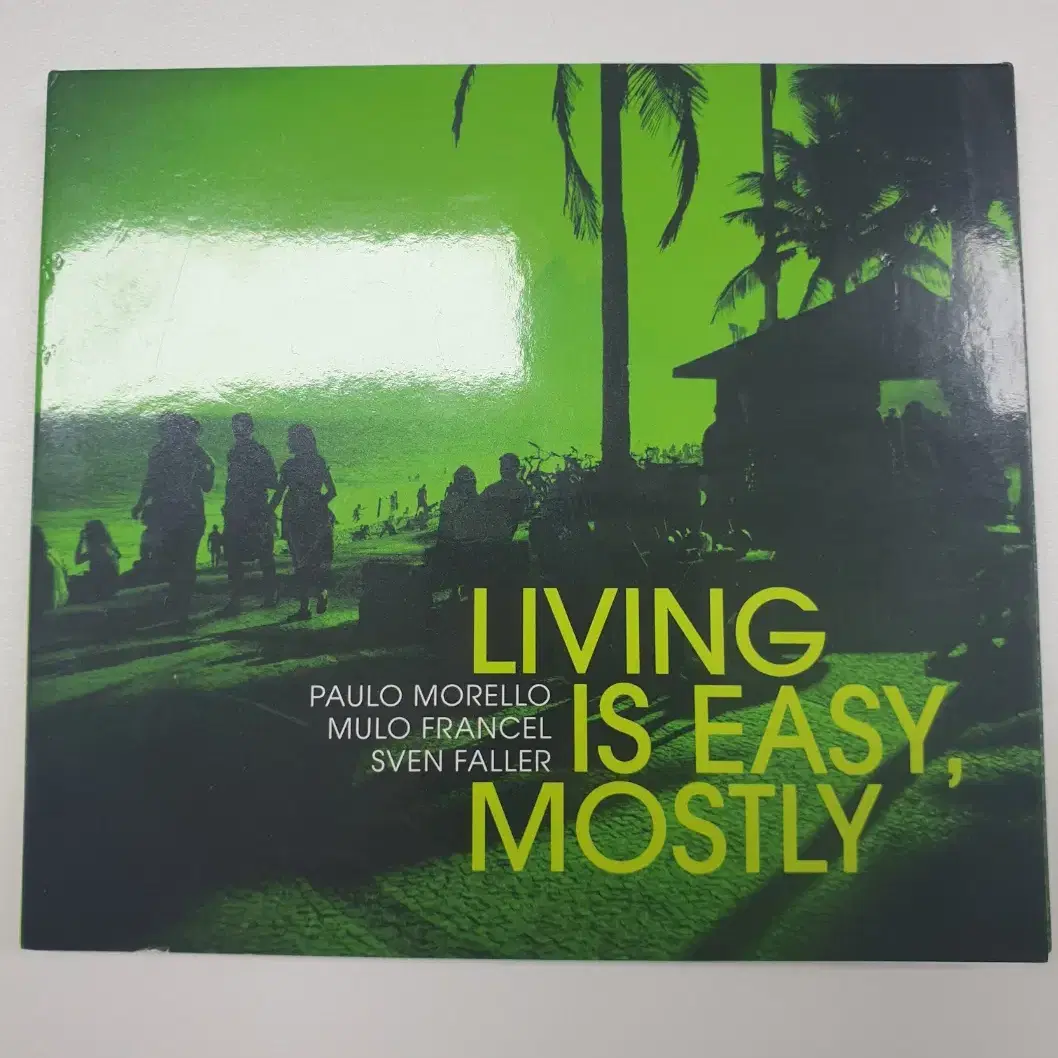 LIVING
IS EASY,
MOSTLY
PAULO MORELLO
MULO FRANCEL
SVEN FALLER